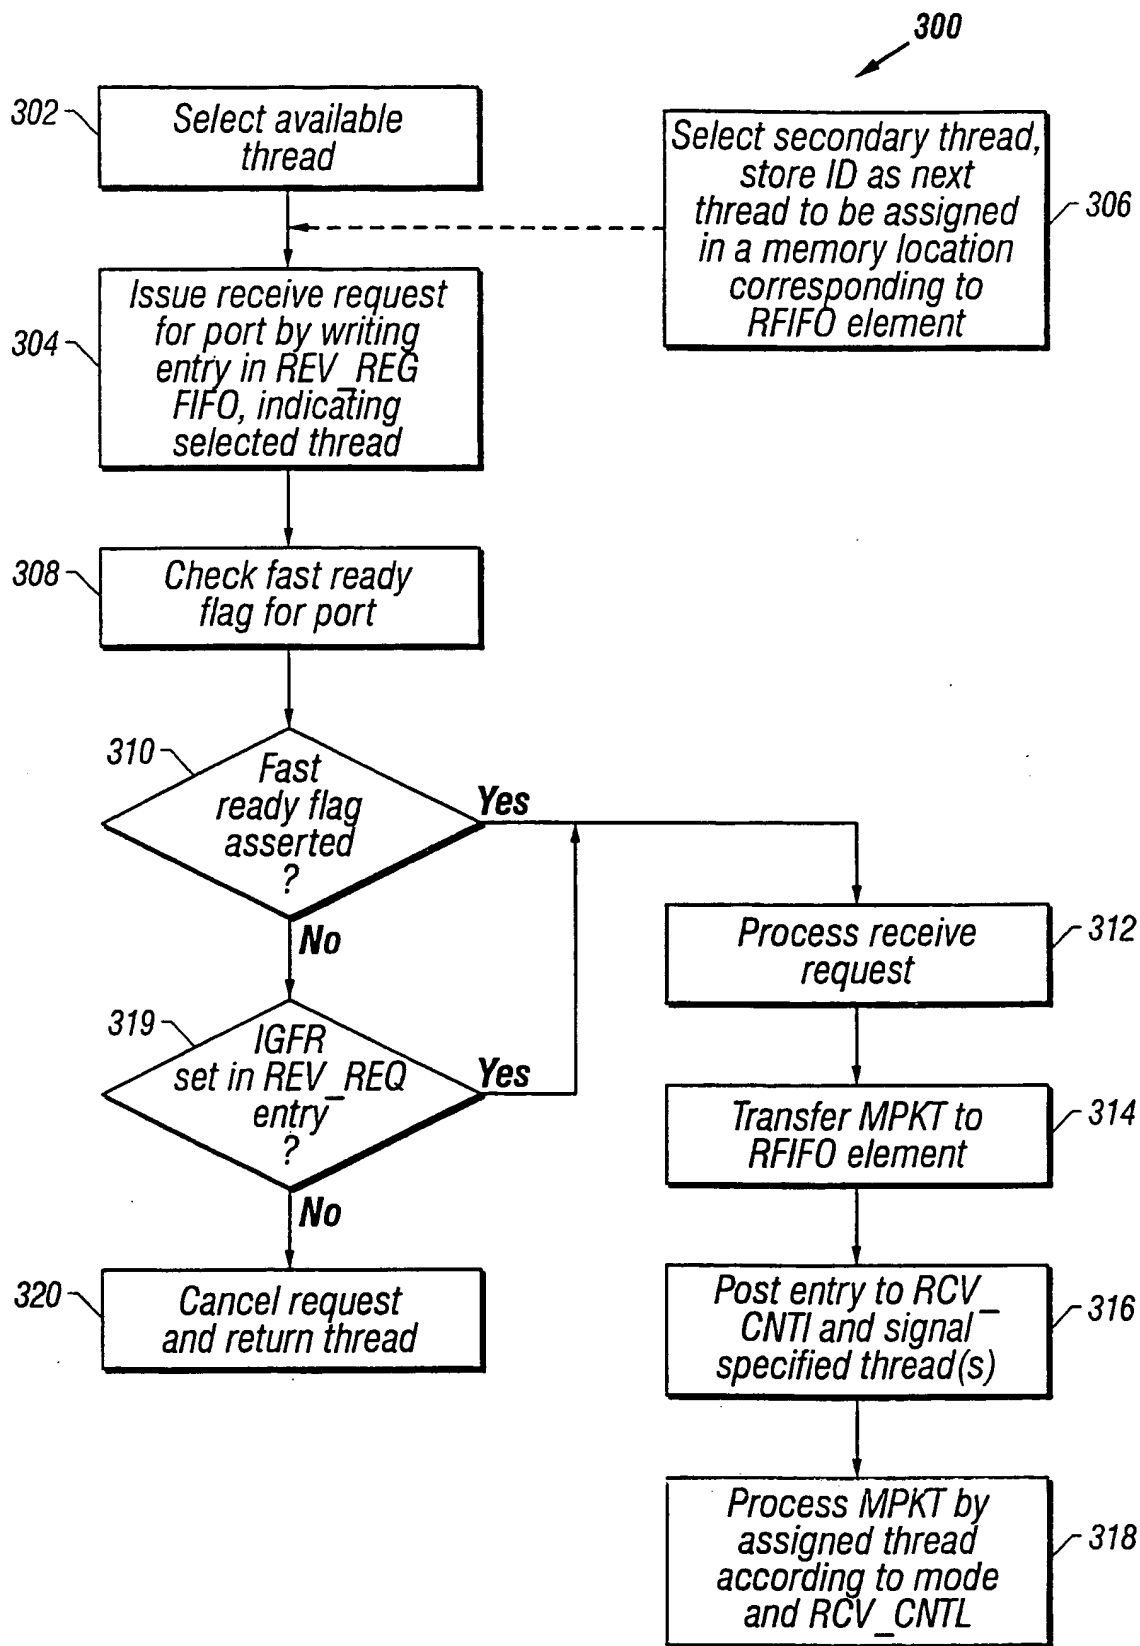 300
302
Select available
thread
Select secondary thread,
store ID as next
thread to be assigned
in a memory location
corresponding to
RFIFO element
306
304
Issue receive request
for port by writing
entry in REV_REG
FIFO, indicating
selected thread
308
Check fast ready
flag for port
310
Fast
ready flag
asserted
?
Yes
No
312
Process receive
request
319
IGFR
set in REV_REQ
entry
?
Yes
No
314
Transfer MPKT to
RFIFO element
320
Cancel request
and return thread
316
Post entry to RCV_
CNTl and signal
specified thread(s)
318
Process MPKT by
assigned thread
according to mode
and RCV_CNTL